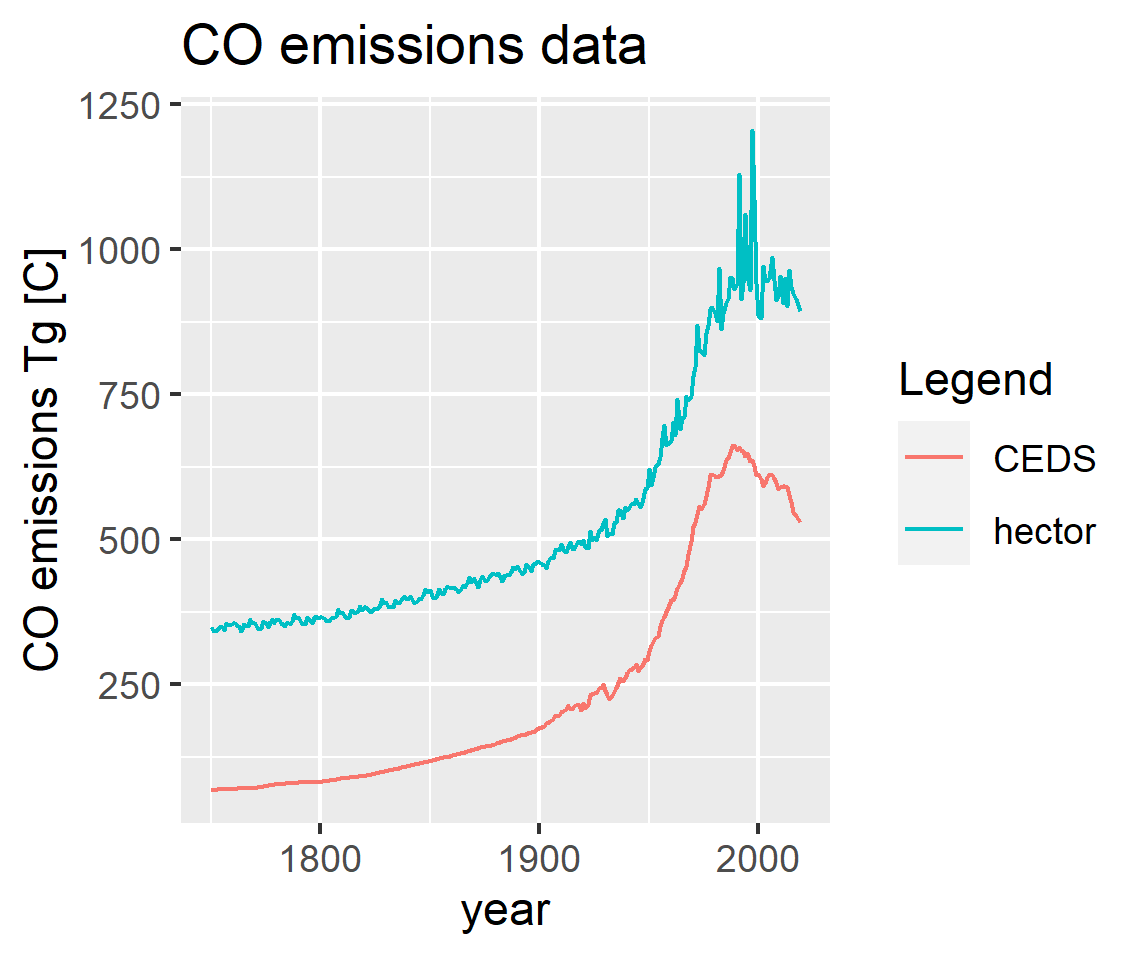 CO emissions data
CO emissions Tg [C]
1250
1000
750
500
250
1800 1900 2000
year
Legend
CEDS
hector